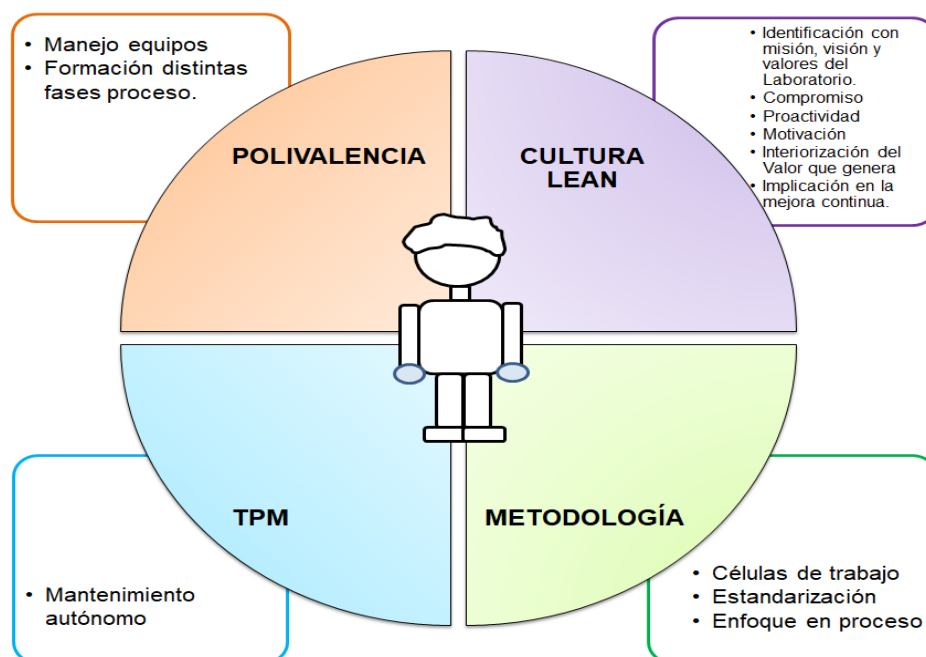 • Manejo equipos
• Formación distintas
fases proceso.
POLIVALENCIA
• Identificación con
misión, visión y
valores del
Laboratorio.
• Compromiso
• Proactividad
• Motivación
• Interiorización del
Valor que genera
• Implicación en la
mejora continua.
CULTURA
LEAN
TPM
• Mantenimiento
autónomo
METODOLOGÍA
• Células de trabajo
• Estandarización
• Enfoque en proceso